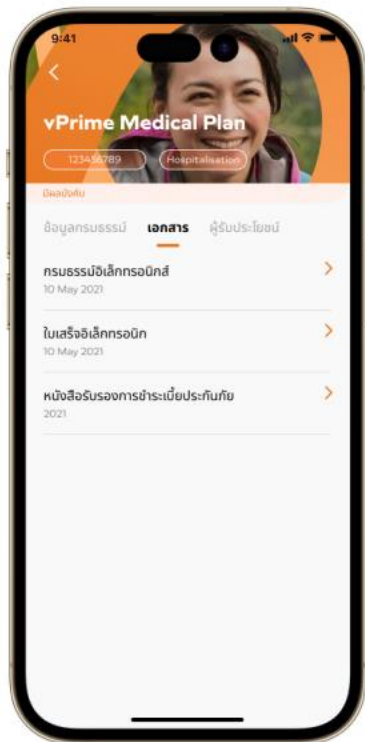 9:41
vPrime Medical Plan
123456789 Hospitalisation
มีผลบังคับ
ข้อมูลกรมธรรม์ เอกสาร ผู้รับประโยชน์
กรมธรรม์อิเล็กทรอนิกส์
10 May 2021
ใบเสร็จอิเล็กทรอนิก
10 May 2021
หนังสือรับรองการชำระเบี้ยประกันภัย
2021